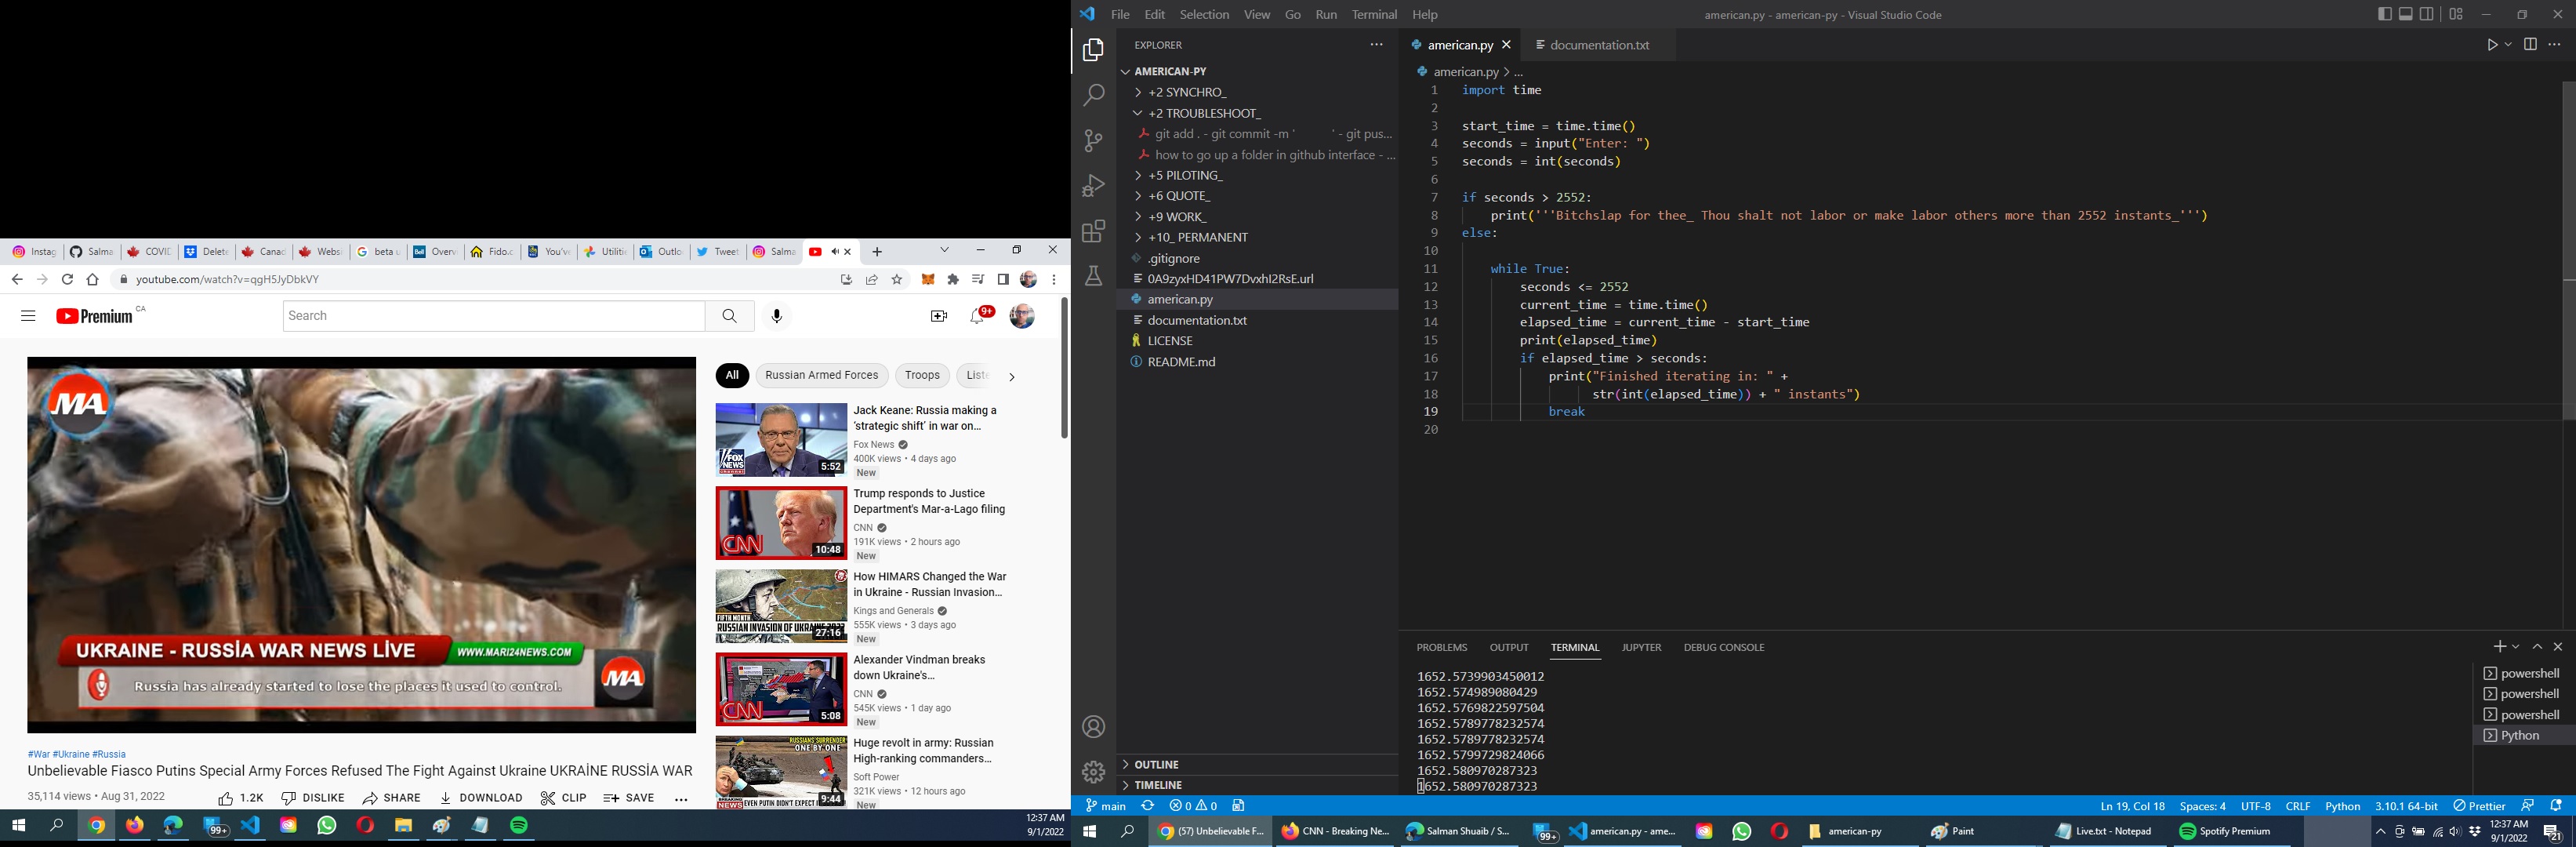 Instag
Salma
COVID
Delete
Canad
Webs
beta u
Overv
Fido.c
You've
Utiliti
Outlo
Tweet
Salma
youtube.com/watch?v=qgH5JyDbkVY
Premium CA
Search
9+
MA
UKRAINE - RUSSİA WAR NEWS LİVE
WWW.MARI24NEWS.COM
Russia has already started to lose the places it used to control.
MA
#War #Ukraine #Russia
Unbelievable Fiasco Putins Special Army Forces Refused The Fight Against Ukraine UKRAİNE RUSSİA WAR
35,114 views • Aug 31, 2022
1.2K
DISLIKE
SHARE
DOWNLOAD
CLIP
SAVE
All
Russian Armed Forces
Troops
Liste
FOX NEWS channel
5:52
Jack Keane: Russia making a
'strategic shift' in war on...
Fox News
400K views • 4 days ago
New
CNN
10:48
Trump responds to Justice
Department's Mar-a-Lago filing
CNN
191K views • 2 hours ago
New
FIFTH MONTH
27:16
How HIMARS Changed the War
in Ukraine - Russian Invasion...
Kings and Generals
555K views • 3 days ago
New
CNN
5:08
Alexander Vindman breaks
down Ukraine's...
CNN
545K views • 1 day ago
New
RUSSIANS SURRENDER
ONE BY ONE
BREAKING NEWS
EVEN PUTIN DIDN'T EXPECT
9:44
Huge revolt in army: Russian
High-ranking commanders...
Soft Power
321K views • 12 hours ago
New
99+
12:37 AM
9/1/2022
File Edit Selection View Go Run Terminal Help
american.py - american-py - Visual Studio Code
EXPLORER
AMERICAN-PY
+2 SYNCHRO_
+2 TROUBLESHOOT_
git add . - git commit -m ' ' - git pus...
how to go up a folder in github interface - ...
+5 PILOTING_
+6 QUOTE_
+9 WORK_
+10_ PERMANENT
.gitignore
0A9zyxHD41PW7DvxhI2RsE.url
american.py
documentation.txt
LICENSE
README.md
OUTLINE
TIMELINE
american.py
documentation.txt
american.py > ...
1 import time
2
3 start_time = time.time()
4 seconds = input("Enter: ")
5 seconds = int(seconds)
6
7 if seconds > 2552:
8 print('''Bitchslap for thee_ Thou shalt not labor or make labor others more than 2552 instants_''')
9 else:
10
11 while True:
12 seconds <= 2552
13 current_time = time.time()
14 elapsed_time = current_time - start_time
15 print(elapsed_time)
16 if elapsed_time > seconds:
17 print("Finished iterating in: " +
18 str(int(elapsed_time)) + " instants")
19 break
20
PROBLEMS OUTPUT TERMINAL JUPYTER DEBUG CONSOLE
1652.5739903450012
1652.574989080429
1652.5769822597504
1652.5789778232574
1652.5789778232574
1652.5799729824066
1652.580970287323
1652.580970287323
powershell
powershell
powershell
Python
main
0
0
Ln 19, Col 18
Spaces: 4
UTF-8
CRLF
Python
3.10.1 64-bit
Prettier
(57) Unbelievable F...
CNN - Breaking Ne...
Salman Shuaib / S...
99+
american.py - ame...
american-py
Paint
Live.txt - Notepad
Spotify Premium
12:37 AM
9/1/2022
21